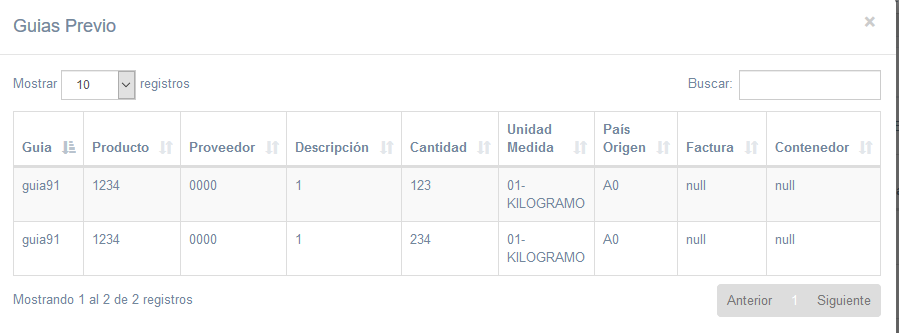 Guias Previo ×
Mostrar 10 registros Buscar:
Guia Producto Proveedor Descripción Cantidad Unidad Medida País Origen Factura Contenedor
guia91 1234 0000 1 123 01-KILOGRAMO A0 null null
guia91 1234 0000 1 234 01-KILOGRAMO A0 null null
Mostrando 1 al 2 de 2 registros Anterior 1 Siguiente